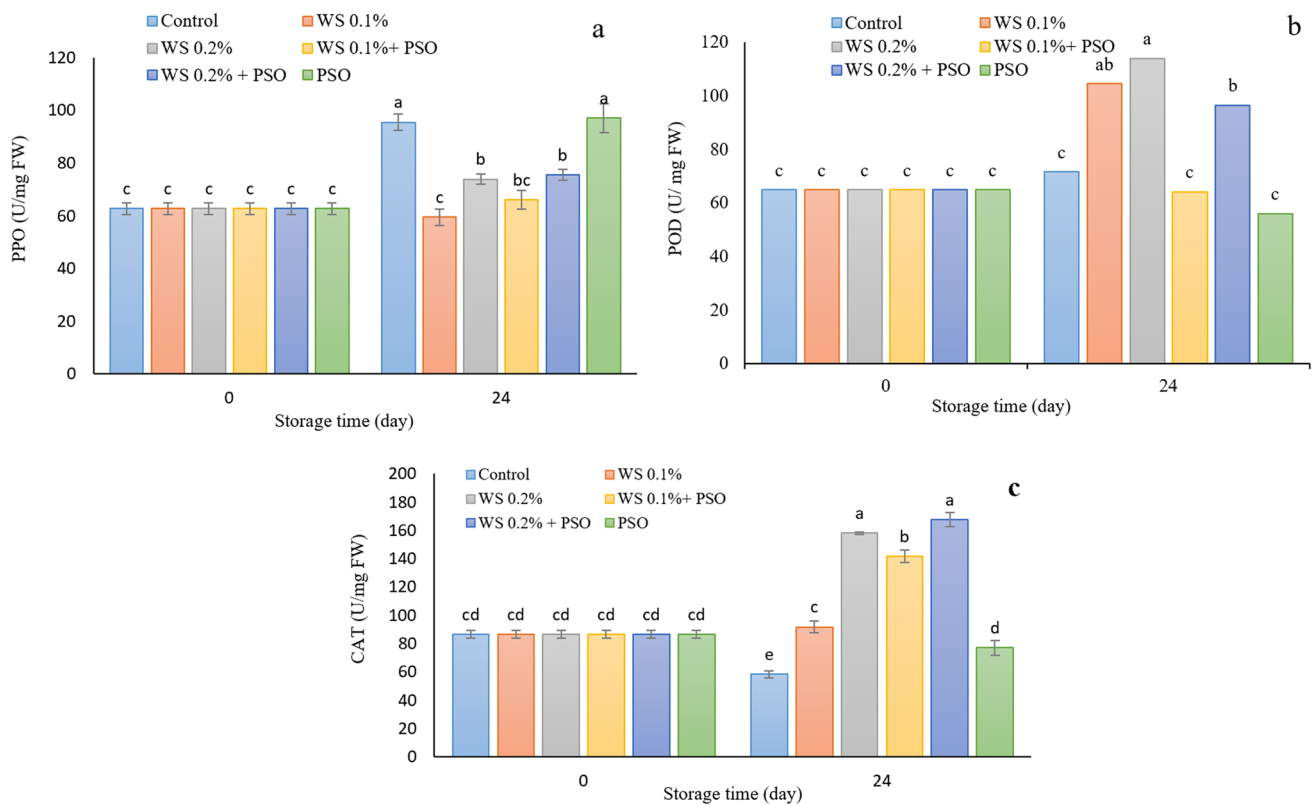 Control WS 0.1%
WS 0.2% WS 0.1%+ PSO
WS 0.2% + PSO PSO
a
120
100
80
60
40
20
0
PPO (U/mg FW)
c c c c c c
a c b bc b a
0 24
Storage time (day)
Control WS 0.1%
WS 0.2% WS 0.1%+ PSO
WS 0.2% + PSO PSO
b
120
100
80
60
40
20
0
POD (U/ mg FW)
c c c c c c
c ab a c b c
0 24
Storage time (day)
Control WS 0.1%
WS 0.2% WS 0.1%+ PSO
WS 0.2% + PSO PSO
c
200
180
160
140
120
100
80
60
40
20
0
CAT (U/mg FW)
cd cd cd cd cd cd
e c a b a d
0 24
Storage time (day)